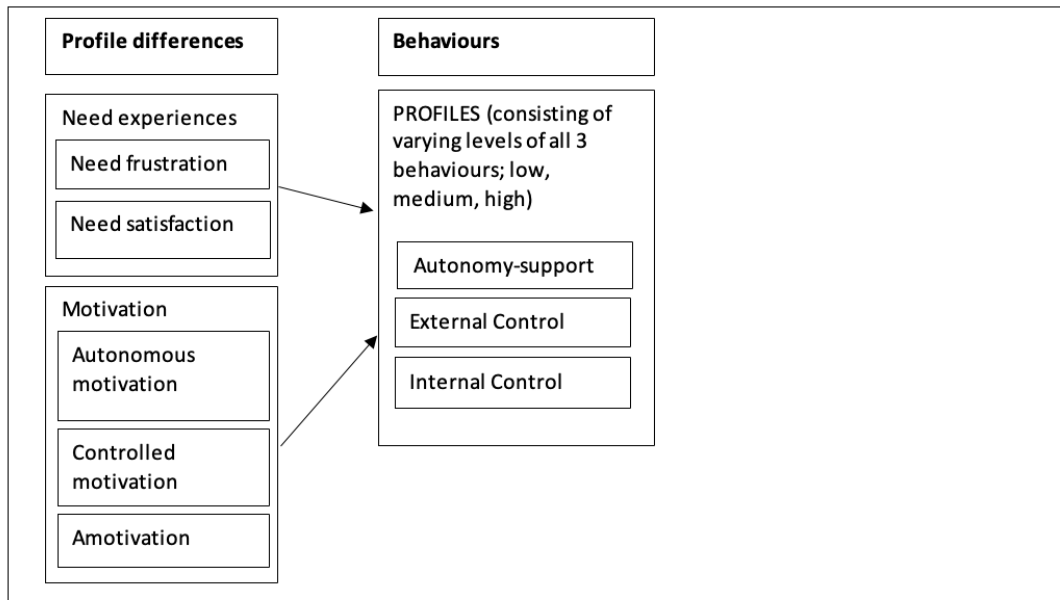 Profile differences
Need experiences
Need frustration
Need satisfaction
Motivation
Autonomous
motivation
Controlled
motivation
Amotivation
Behaviours
PROFILES (consisting of
varying levels of all 3
behaviours; low,
medium, high)
Autonomy-support
External Control
Internal Control